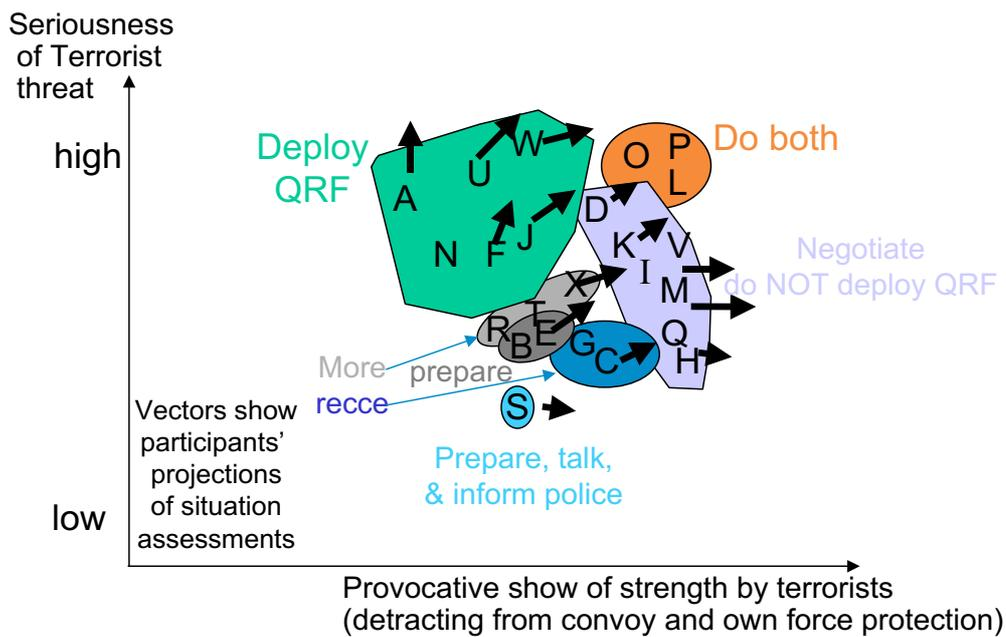 Seriousness
of Terrorist
threat
high
Deploy
QRF
Do both
W
U
A
O
P
L
D
N
F
J
K
V
I
X
M
Negotiate
do NOT deploy QRF
T
R
B
E
G
C
Q
H
More
prepare
recce
S
Vectors show
participants’
projections
of situation
assessments
Prepare, talk,
& inform police
low
Provocative show of strength by terrorists
(detracting from convoy and own force protection)